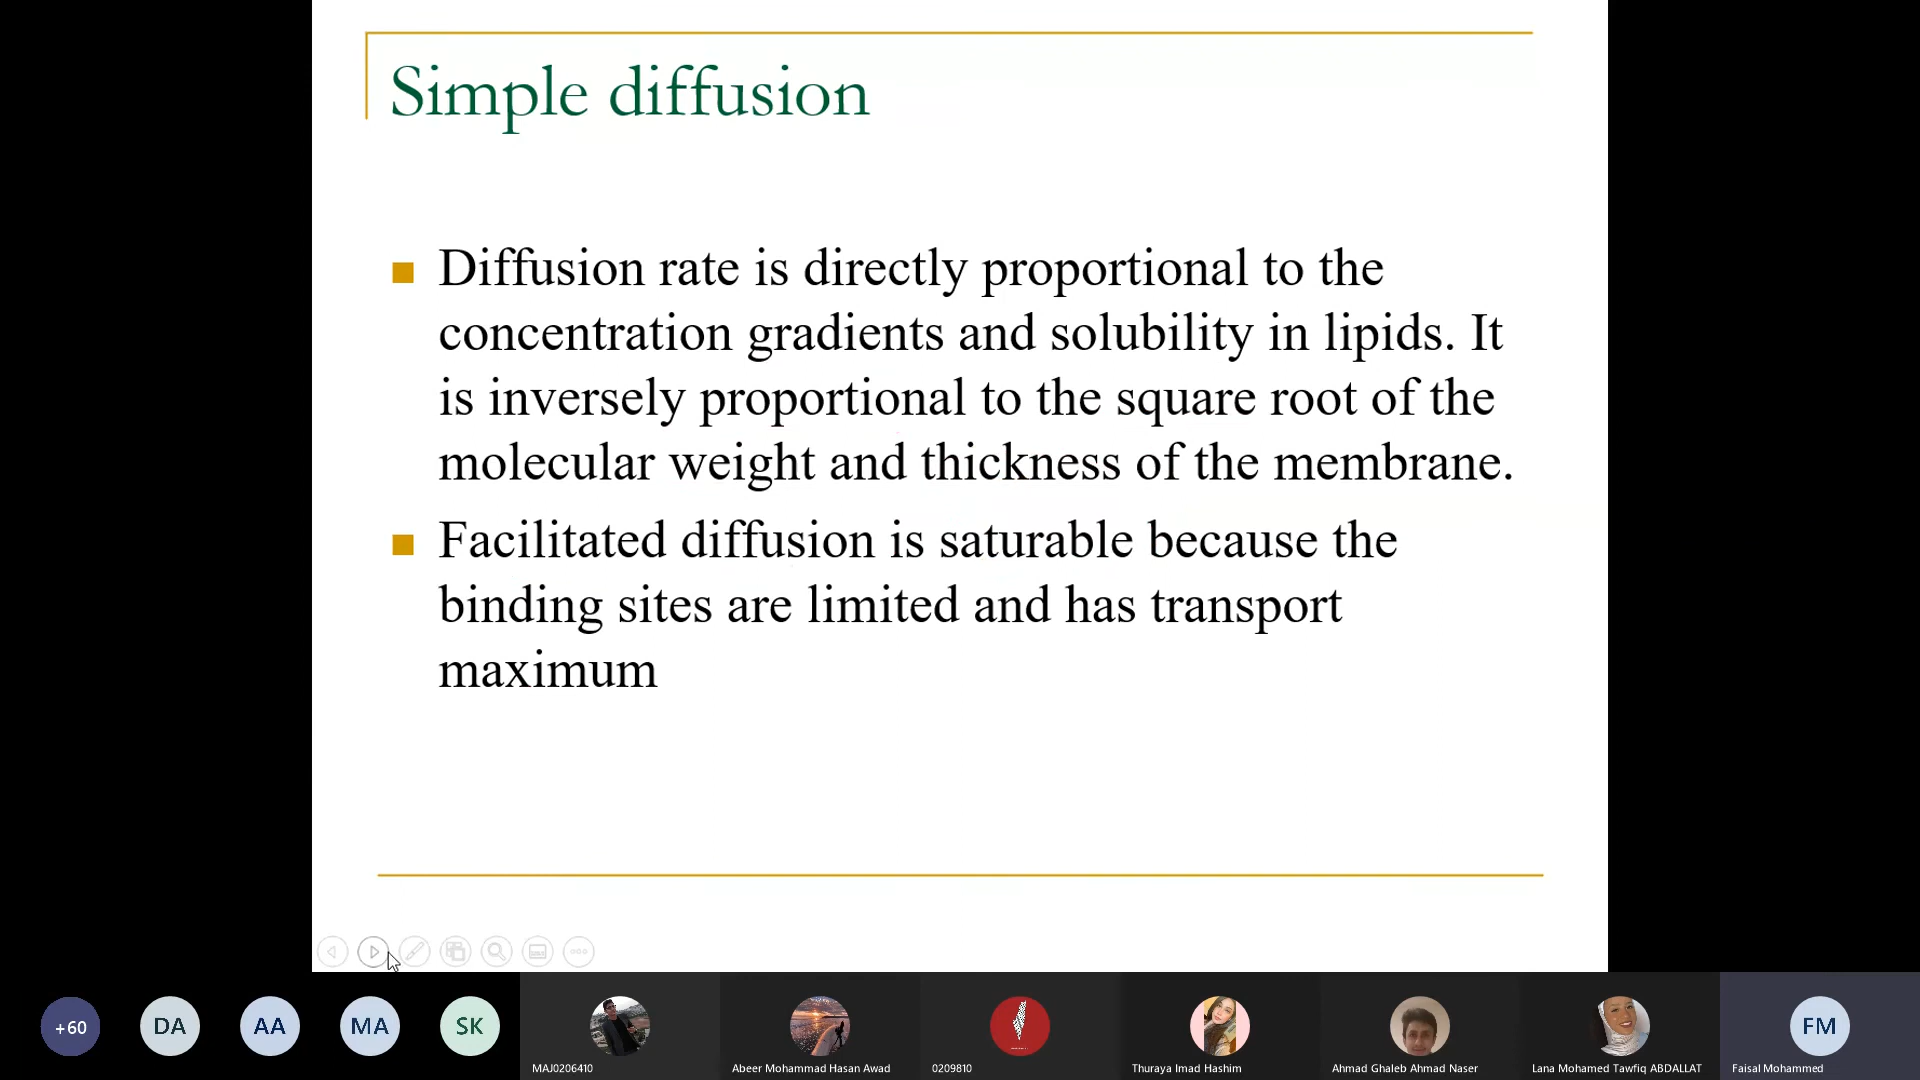 Simple diffusion
Diffusion rate is directly proportional to the
concentration gradients and solubility in lipids. It
is inversely proportional to the square root of the
molecular weight and thickness of the membrane.
Facilitated diffusion is saturable because the
binding sites are limited and has transport
maximum
+60
DA
AA
MA
SK
FM
MAJ0206410
Abeer Mohammad Hasan Awad
0209810
Thuraya Imad Hashim
Ahmad Ghaleb Ahmad Naser
Lana Mohamed Tawfiq ABDALLAT
Faisal Mohammed